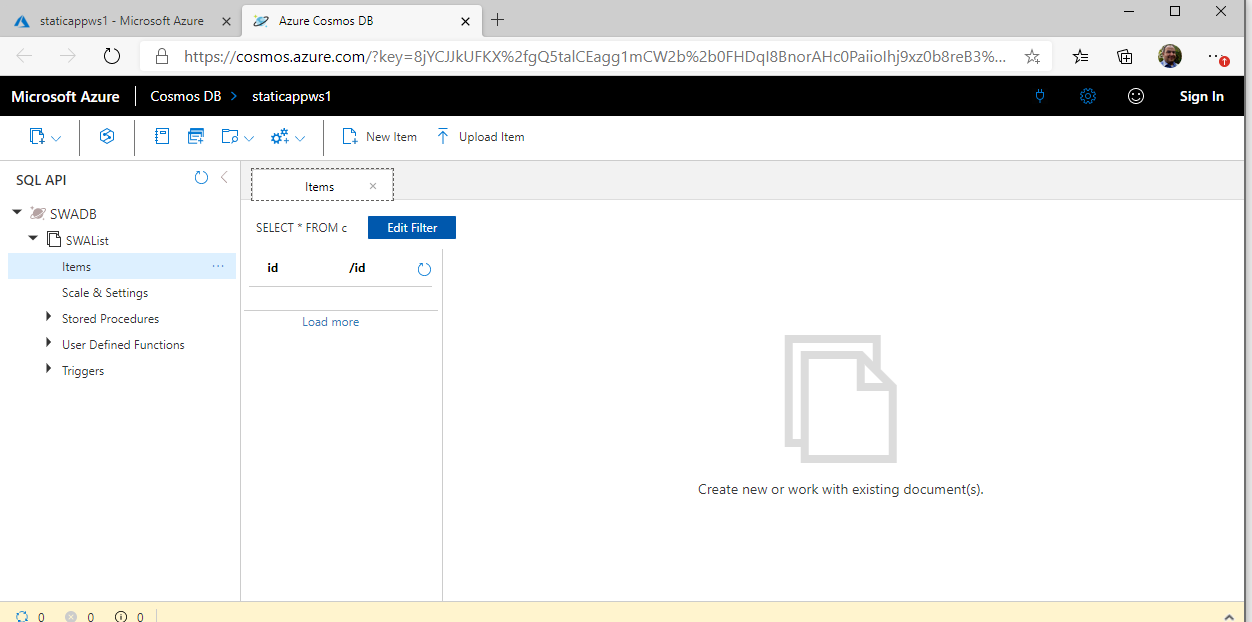 staticappws1 - Microsoft Azure
Azure Cosmos DB
https://cosmos.azure.com/?key=8jYCJJkUFKX%2fgQ5talCEagg1mCW2b%2b0FHDqI8BnorAHc0PaiioIhj9xz0b8reB3%...
Microsoft Azure
Cosmos DB > staticappws1
Sign In
New Item
Upload Item
SQL API
SWADB
SWAList
Items
...
Scale & Settings
Stored Procedures
User Defined Functions
Triggers
Items
SELECT * FROM c
Edit Filter
id
/id
Load more
Create new or work with existing document(s).
0
0
0